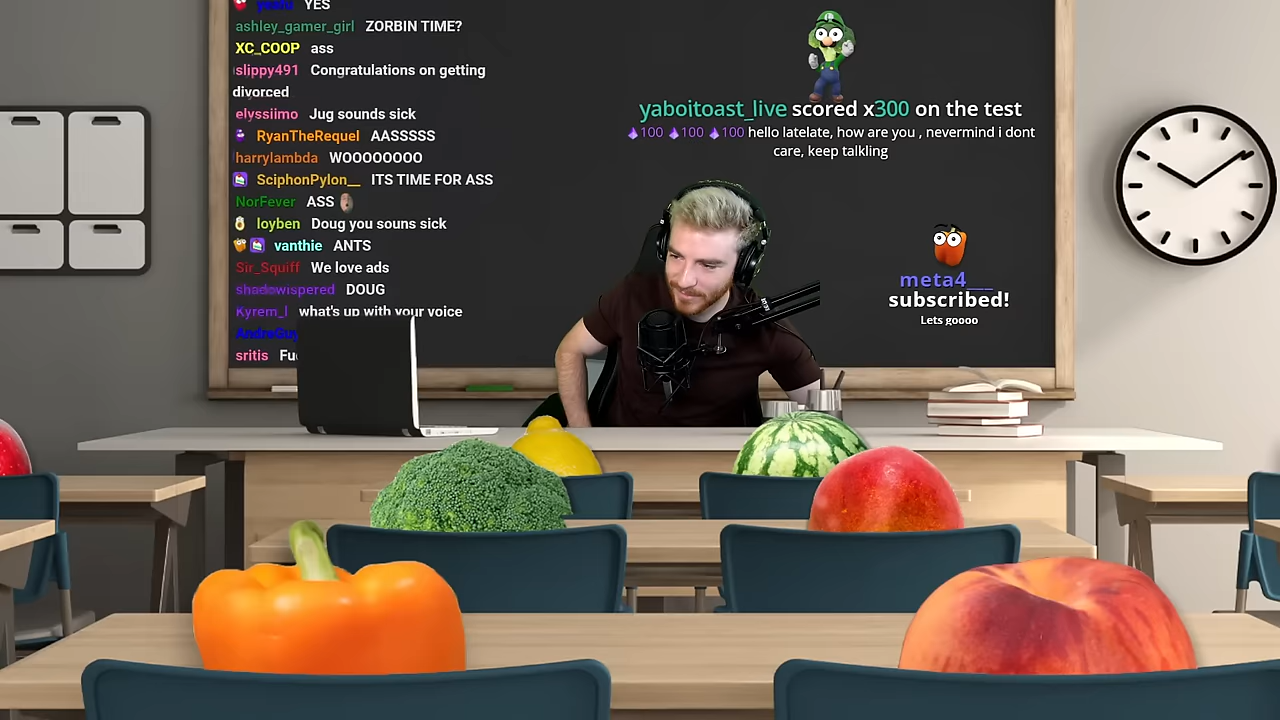 YES
ashley_gamer_girl ZORBIN TIME?
XC_COOP ass
slippy491 Congratulations on getting
divorced
elyssiimo Jug sounds sick
RyanTheRequel AASSSSS
harrylambda WOOOOOOOO
SciphonPylon__ ITS TIME FOR ASS
NorFever ASS
loyben Doug you souns sick
vanthie ANTS
Sir_Squiff We love ads
shadowispered DOUG
Kyrem_l what's up with your voice
sritis
yaboitoast_live scored x300 on the test
100 100 100 hello latelate, how are you , nevermind i dont
care, keep talkling
meta4___
subscribed!
Lets goooo